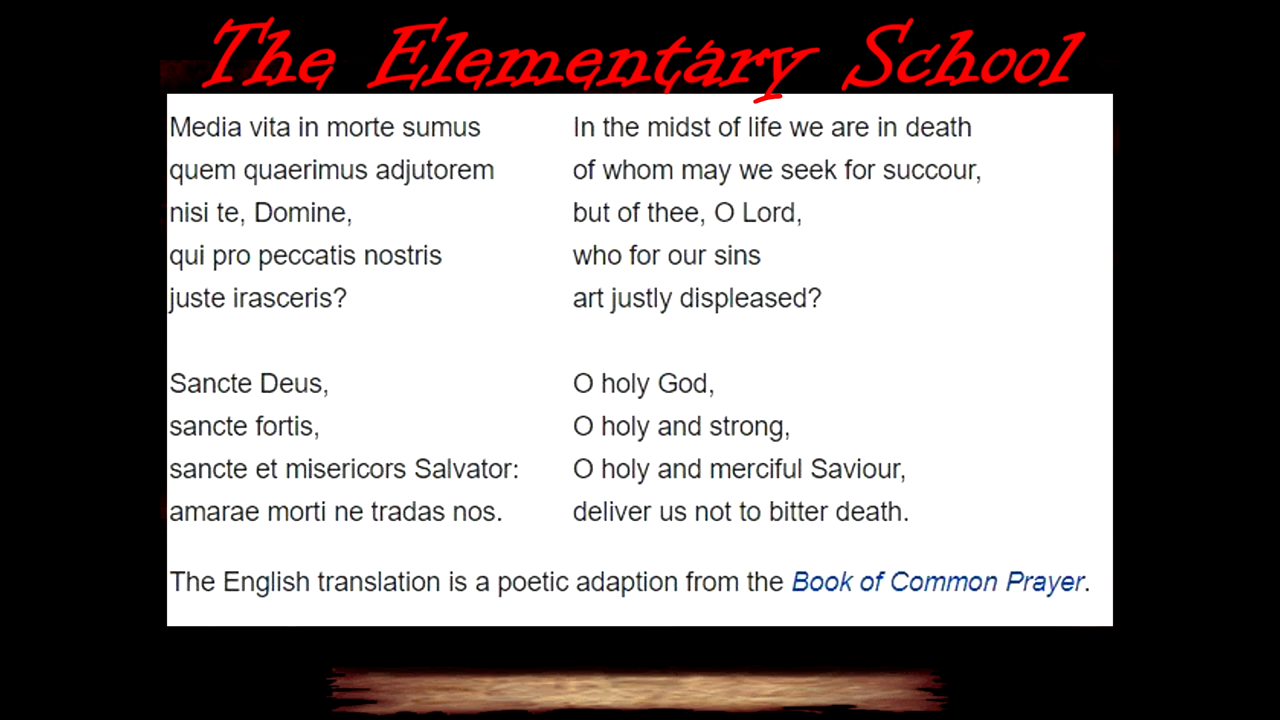 The Elementary School
Media vita in morte sumus
quem quaerimus adjutorem
nisi te, Domine,
qui pro peccatis nostris
juste irasceris?
Sancte Deus,
sancte fortis,
sancte et misericors Salvator:
amarae morti ne tradas nos.
In the midst of life we are in death
of whom may we seek for succour,
but of thee, O Lord,
who for our sins
art justly displeased?
O holy God,
O holy and strong,
O holy and merciful Saviour,
deliver us not to bitter death.
The English translation is a poetic adaption from the Book of Common Prayer.